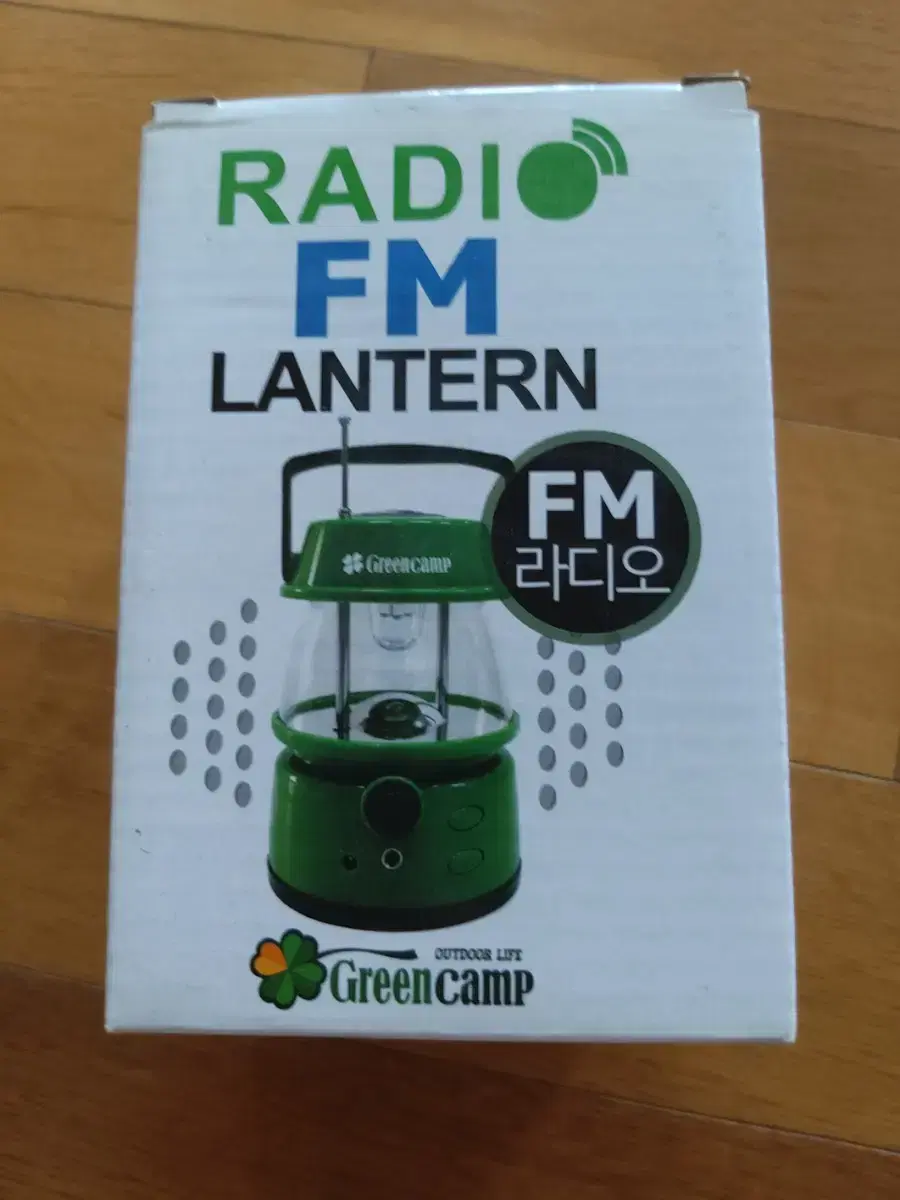 RADIO
FM
LANTERN
FM
라디오
Greencamp
OUTDOOR LIFE
Greencamp